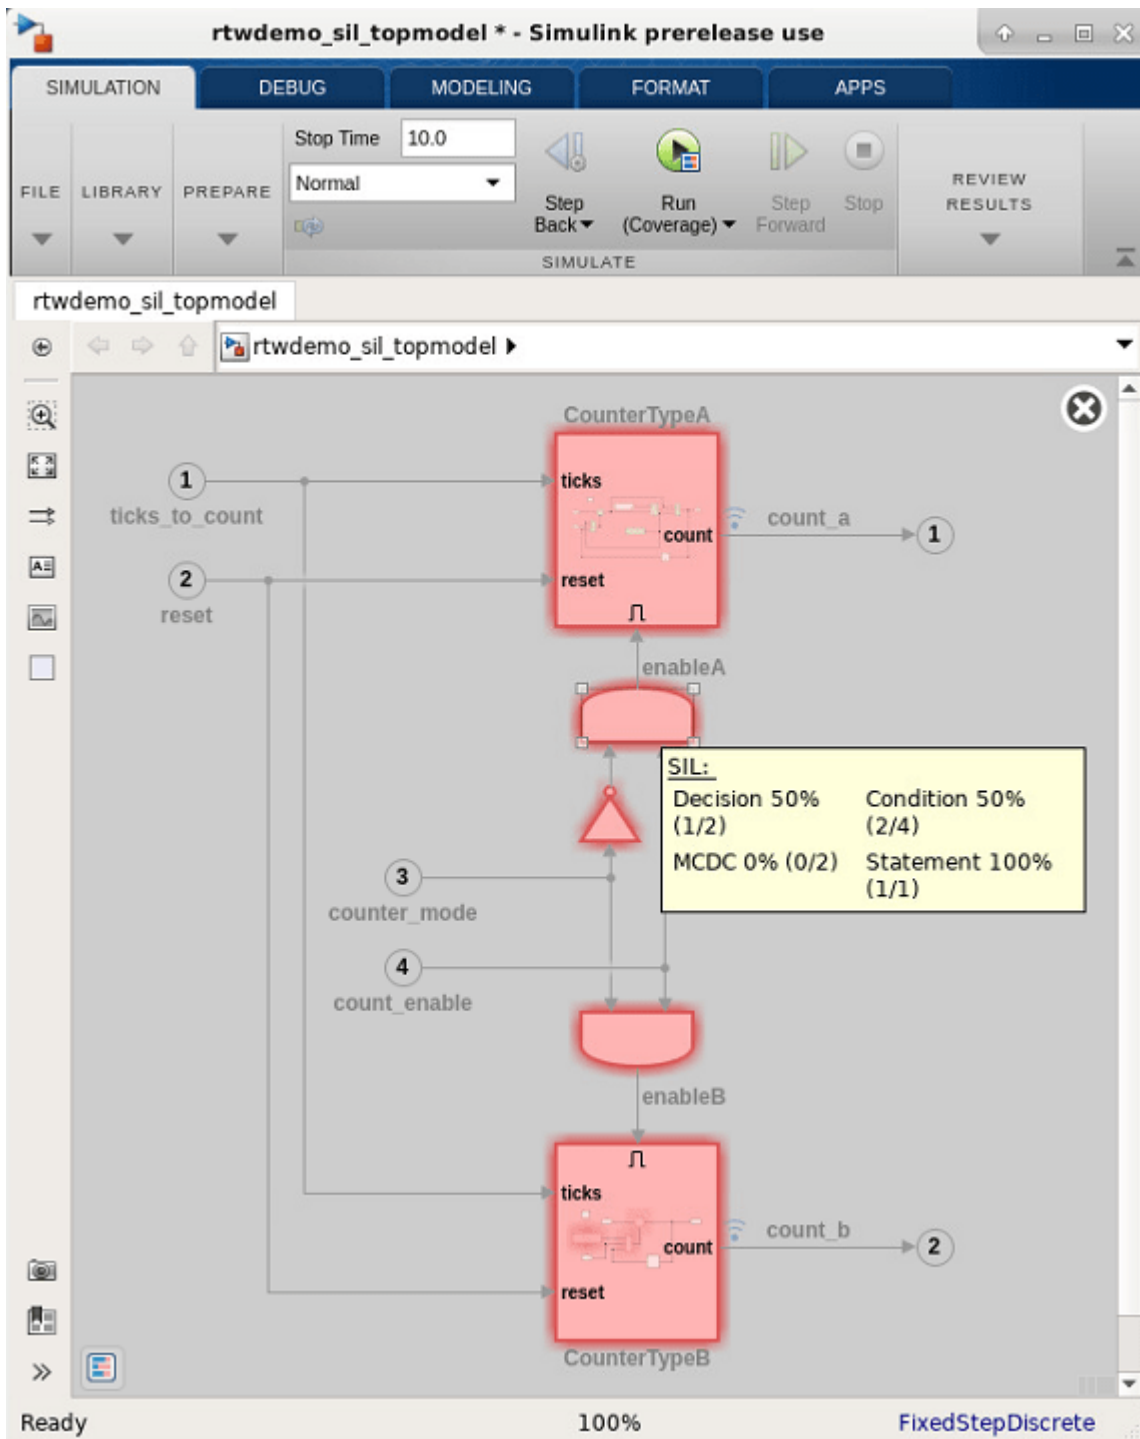 rtwdemo_sil_topmodel * - Simulink prerelease use
SIMULATION DEBUG MODELING FORMAT APPS
Stop Time 10.0
Normal
FILE LIBRARY PREPARE
Step Back
Run (Coverage)
Step Forward
Stop
REVIEW RESULTS
SIMULATE
rtwdemo_sil_topmodel
rtwdemo_sil_topmodel
CounterTypeA
1
ticks
ticks_to_count
count
count_a
1
2
reset
reset
enableA
SIL:
Decision 50% (1/2)
Condition 50% (2/4)
MCDC 0% (0/2)
Statement 100% (1/1)
3
counter_mode
4
count_enable
enableB
ticks
count
count_b
2
reset
CounterTypeB
Ready 100% FixedStepDiscrete